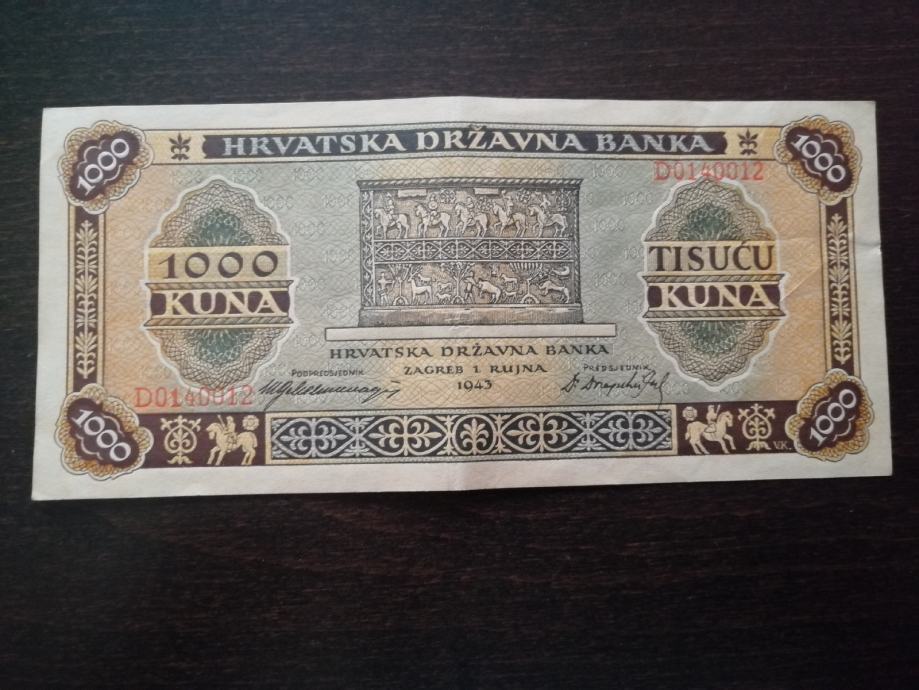 HRVATSKA DRŽAVNA BANKA
1000
1000
D0140012
1000
KUNA
TISUĆU
KUNA
HRVATSKA DRŽAVNA BANKA
PODPREDSJEDNIK
ZAGREB 1. RUJNA
PREDSJEDNIK
1943
D0140012
1000
1000
V.K.